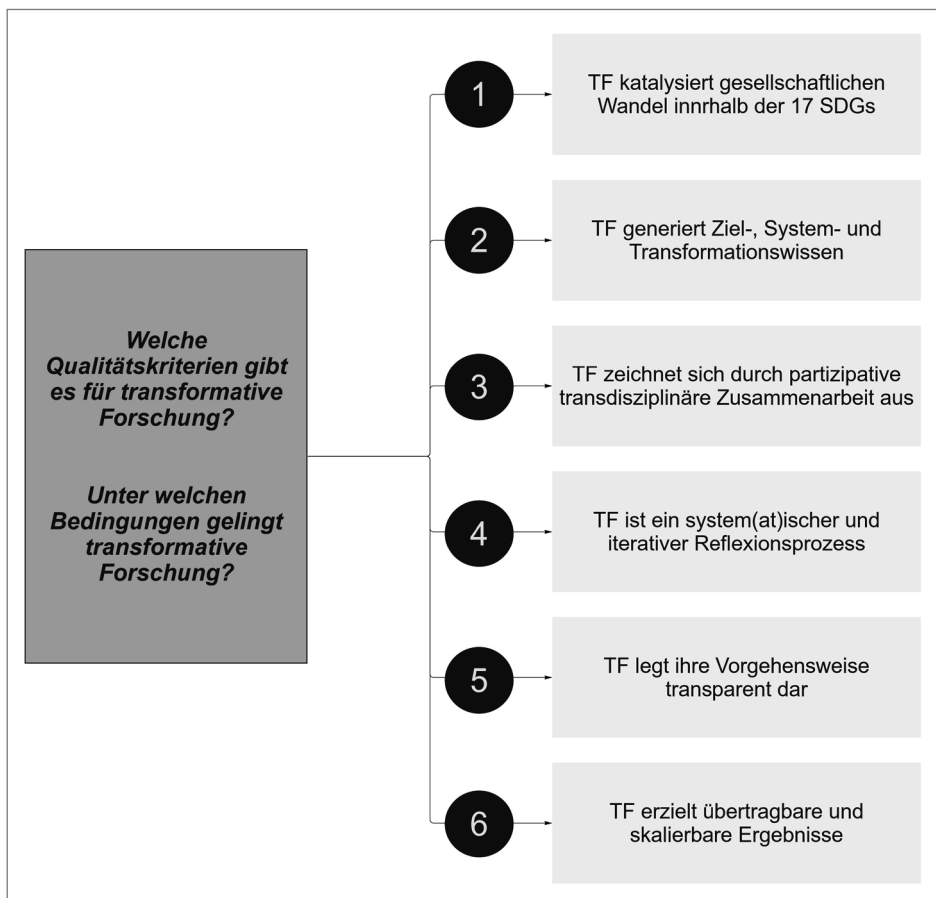 Welche
Qualitätskriterien gibt
es für transformative
Forschung?
Unter welchen
Bedingungen gelingt
transformative
Forschung?
1
TF katalysiert gesellschaftlichen
Wandel innrhalb der 17 SDGs
2
TF generiert Ziel-, System- und
Transformationswissen
3
TF zeichnet sich durch partizipative
transdisziplinäre Zusammenarbeit aus
4
TF ist ein system(at)ischer und
iterativer Reflexionsprozess
5
TF legt ihre Vorgehensweise
transparent dar
6
TF erzielt übertragbare und
skalierbare Ergebnisse